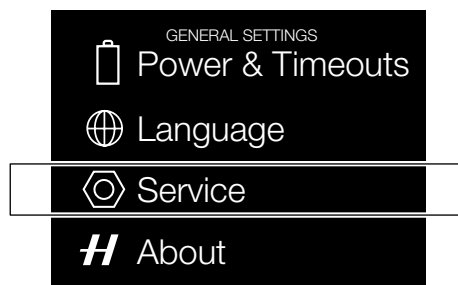 GENERAL SETTINGS
Power & Timeouts
Language
Service
About